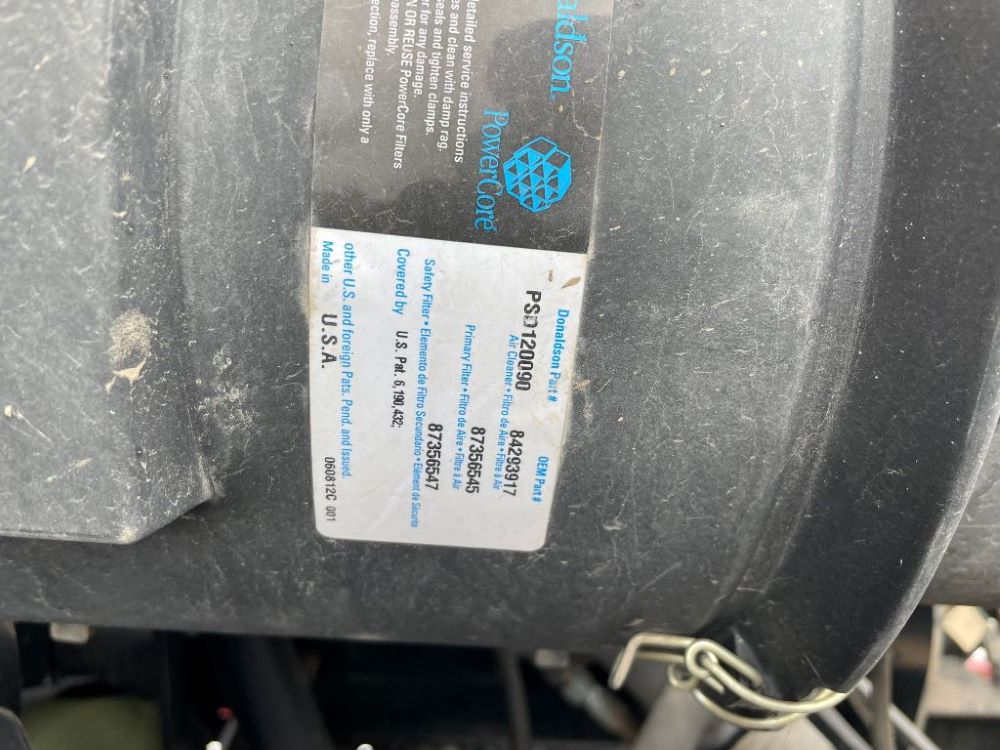 aldson.
PowerCore
detailed service instructions
es and clean with damp rag.
seals and tighten clamps.
er for any damage.
N OR REUSE PowerCore Filters
assembly.
ection, replace with only a
Donaldson Part # OEM Part #
PSD120090 84293917
Air Cleaner • Filtro de Aire • Filtre à Air
87356545
Primary Filter • Filtro de Aire • Filtre à Air
87356547
Safety Filter • Elemento de Filtro Secundario • Elément de Sécurité
Covered by U.S. Pat. 6,190,432;
other U.S. and foreign Pats. Pend. and Issued.
Made in U.S.A. 060812C 001